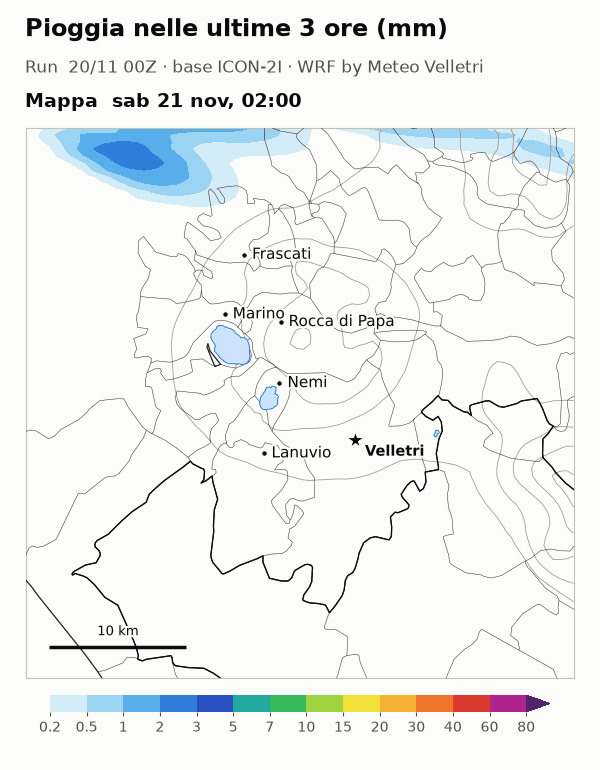 Pioggia nelle ultime 3 ore (mm)
Run  20/11 00Z · base ICON-2I · WRF by Meteo Velletri
Mappa  sab 21 nov, 02:00
Frascati
Marino
Rocca di Papa
Nemi
Velletri
Lanuvio
10 km
0.2 0.5 1 2 3 5 7 10 15 20 30 40 60 80